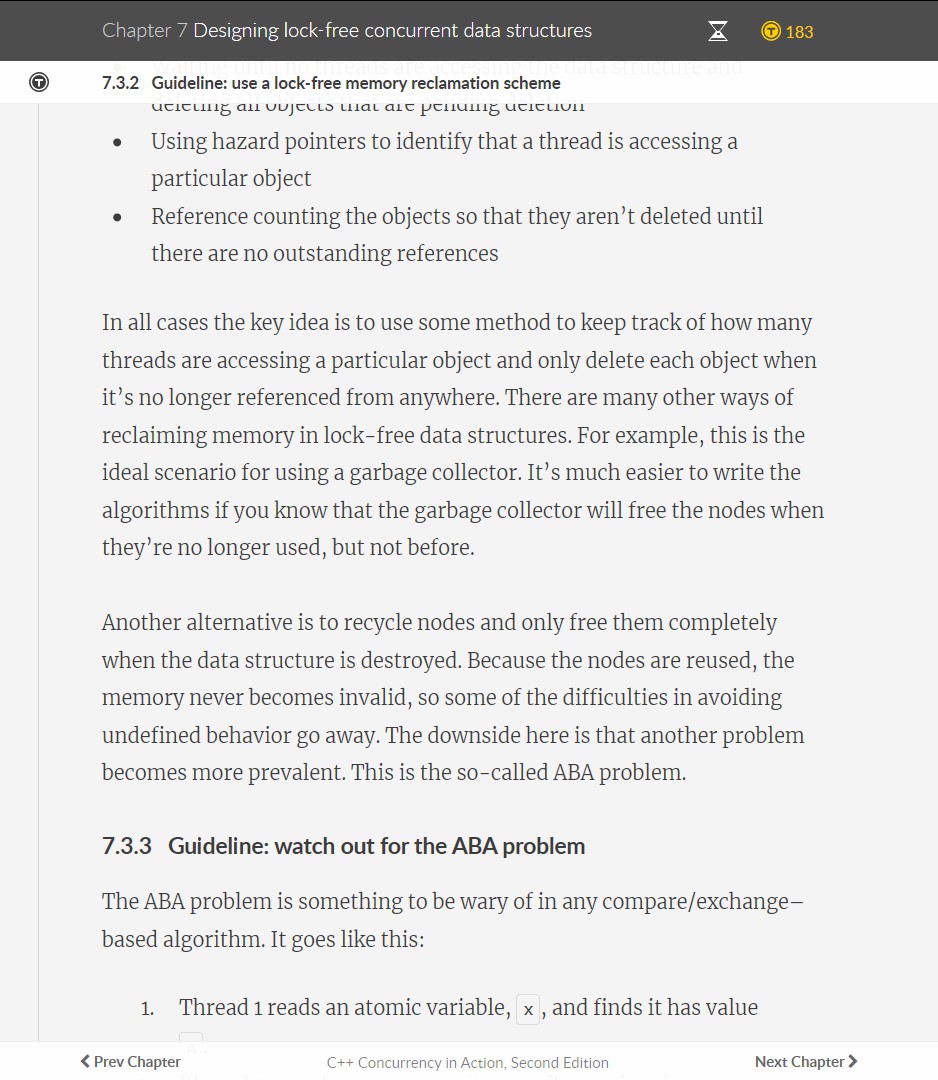 Chapter 7 Designing lock-free concurrent data structures
183
Waiting until no threads are accessing the data structure and
7.3.2 Guideline: use a lock-free memory reclamation scheme
deleting all objects that are pending deletion
• Using hazard pointers to identify that a thread is accessing a
particular object
• Reference counting the objects so that they aren’t deleted until
there are no outstanding references
In all cases the key idea is to use some method to keep track of how many
threads are accessing a particular object and only delete each object when
it’s no longer referenced from anywhere. There are many other ways of
reclaiming memory in lock-free data structures. For example, this is the
ideal scenario for using a garbage collector. It’s much easier to write the
algorithms if you know that the garbage collector will free the nodes when
they’re no longer used, but not before.
Another alternative is to recycle nodes and only free them completely
when the data structure is destroyed. Because the nodes are reused, the
memory never becomes invalid, so some of the difficulties in avoiding
undefined behavior go away. The downside here is that another problem
becomes more prevalent. This is the so-called ABA problem.
7.3.3 Guideline: watch out for the ABA problem
The ABA problem is something to be wary of in any compare/exchange–
based algorithm. It goes like this:
1. Thread 1 reads an atomic variable, x, and finds it has value
A.
Prev Chapter
C++ Concurrency in Action, Second Edition
Next Chapter